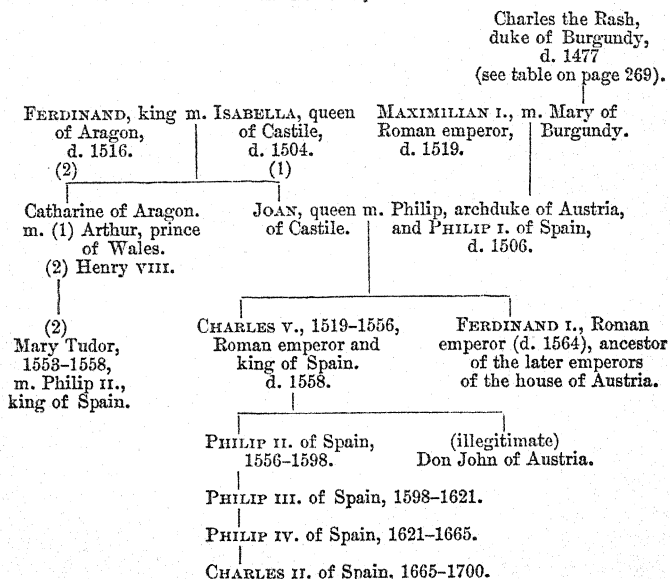 Charles the Rash,
duke of Burgundy,
d. 1477
(see table on page 269).
FERDINAND, king m. ISABELLA, queen
of Aragon,
d. 1516.
(2)
of Castile,
d. 1504.
(1)
MAXIMILIAN I., m. Mary of
Roman emperor,
d. 1519.
Burgundy.
Catharine of Aragon.
m. (1) Arthur, prince
of Wales.
(2) Henry VIII.
JOAN, queen m. Philip, archduke of Austria,
of Castile.
and PHILIP I. of Spain,
d. 1506.
(2)
Mary Tudor,
1553–1558,
m. Philip II.,
king of Spain.
CHARLES V., 1519–1556,
Roman emperor and
king of Spain.
d. 1558.
FERDINAND I., Roman
emperor (d. 1564), ancestor
of the later emperors
of the house of Austria.
PHILIP II. of Spain,
1556–1598.
(illegitimate)
Don John of Austria.
PHILIP III. of Spain, 1598–1621.
PHILIP IV. of Spain, 1621–1665.
CHARLES II. of Spain, 1665–1700.